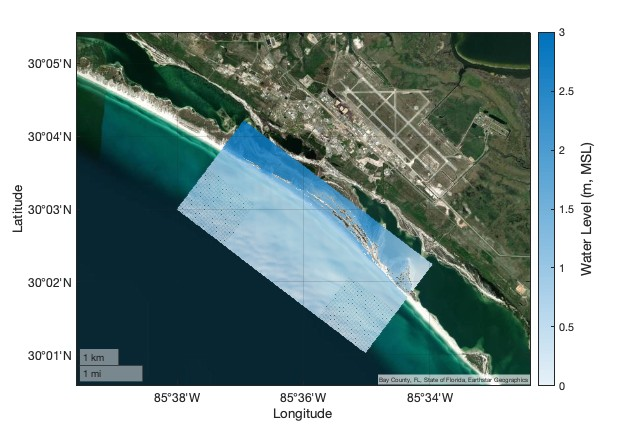 30°05'N
30°04'N
30°03'N
30°02'N
30°01'N
Latitude
85°38'W
85°36'W
85°34'W
Longitude
1 km
1 mi
Bay County, FL, State of Florida, Earthstar Geographics
3
2.5
2
1.5
1
0.5
0
Water Level (m, MSL)